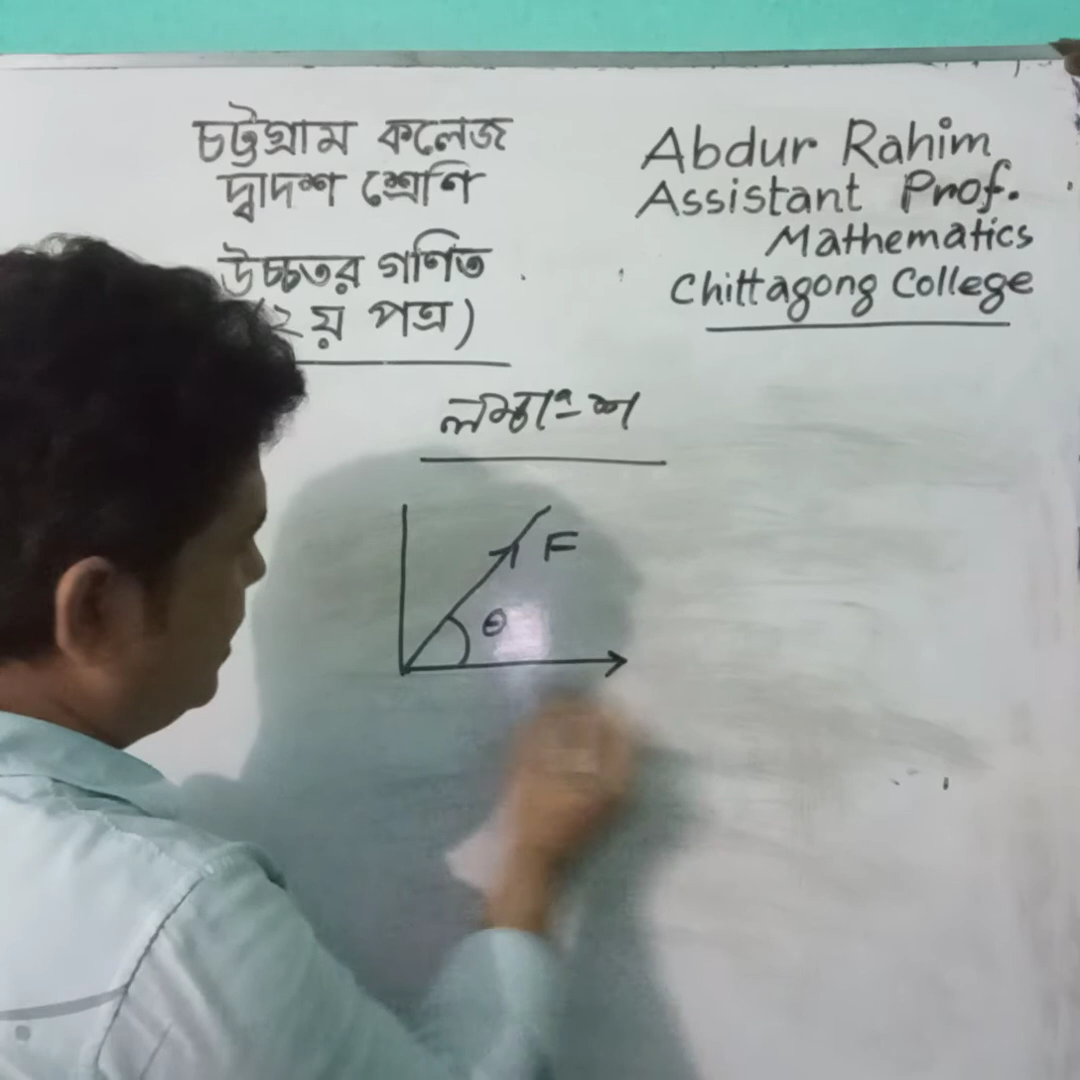 চট্টগ্রাম কলেজ
দ্বাদশ শ্রেণি
উচ্চতর গণিত
(২য় পত্র)
Abdur Rahim
Assistant Prof.
Mathematics
Chittagong College
লম্বাংশ
F
θ